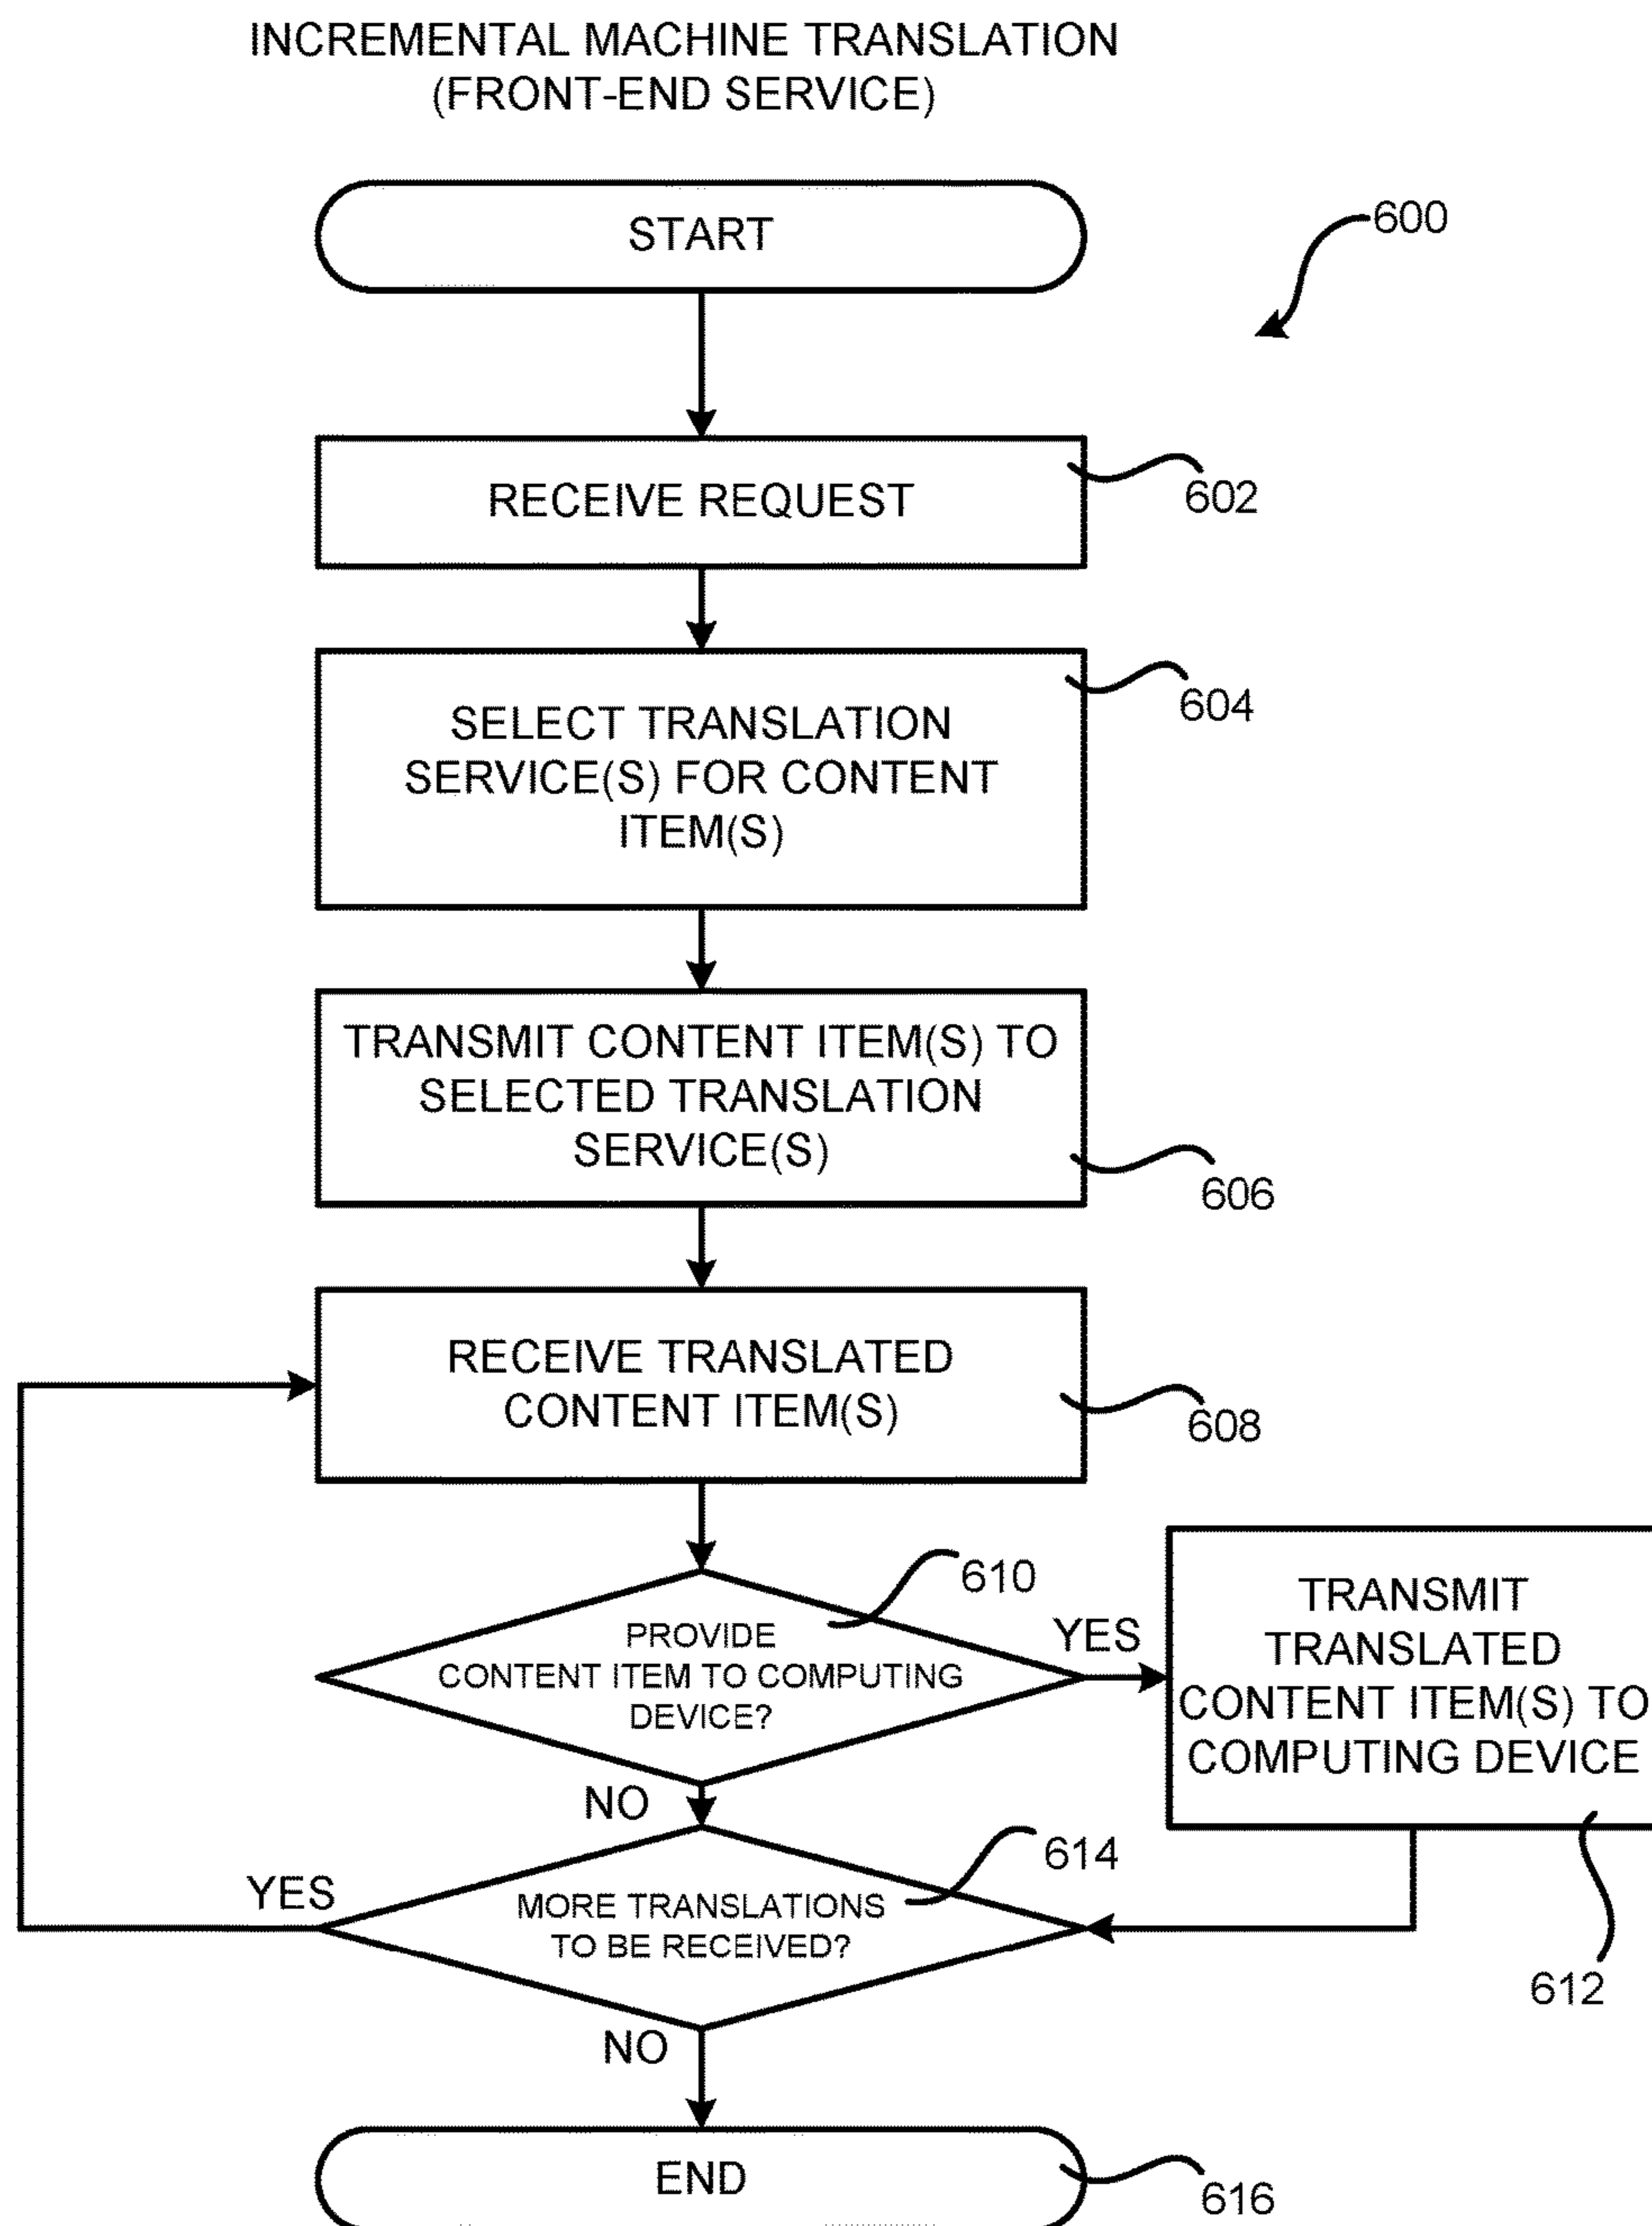 INCREMENTAL MACHINE TRANSLATION
(FRONT-END SERVICE)
START
600
RECEIVE REQUEST
602
SELECT TRANSLATION
SERVICE(S) FOR CONTENT
ITEM(S)
604
TRANSMIT CONTENT ITEM(S) TO
SELECTED TRANSLATION
SERVICE(S)
606
RECEIVE TRANSLATED
CONTENT ITEM(S)
608
610
PROVIDE
CONTENT ITEM TO COMPUTING
DEVICE?
YES
TRANSMIT
TRANSLATED
CONTENT ITEM(S) TO
COMPUTING DEVICE
612
NO
614
MORE TRANSLATIONS
TO BE RECEIVED?
YES
NO
END
616